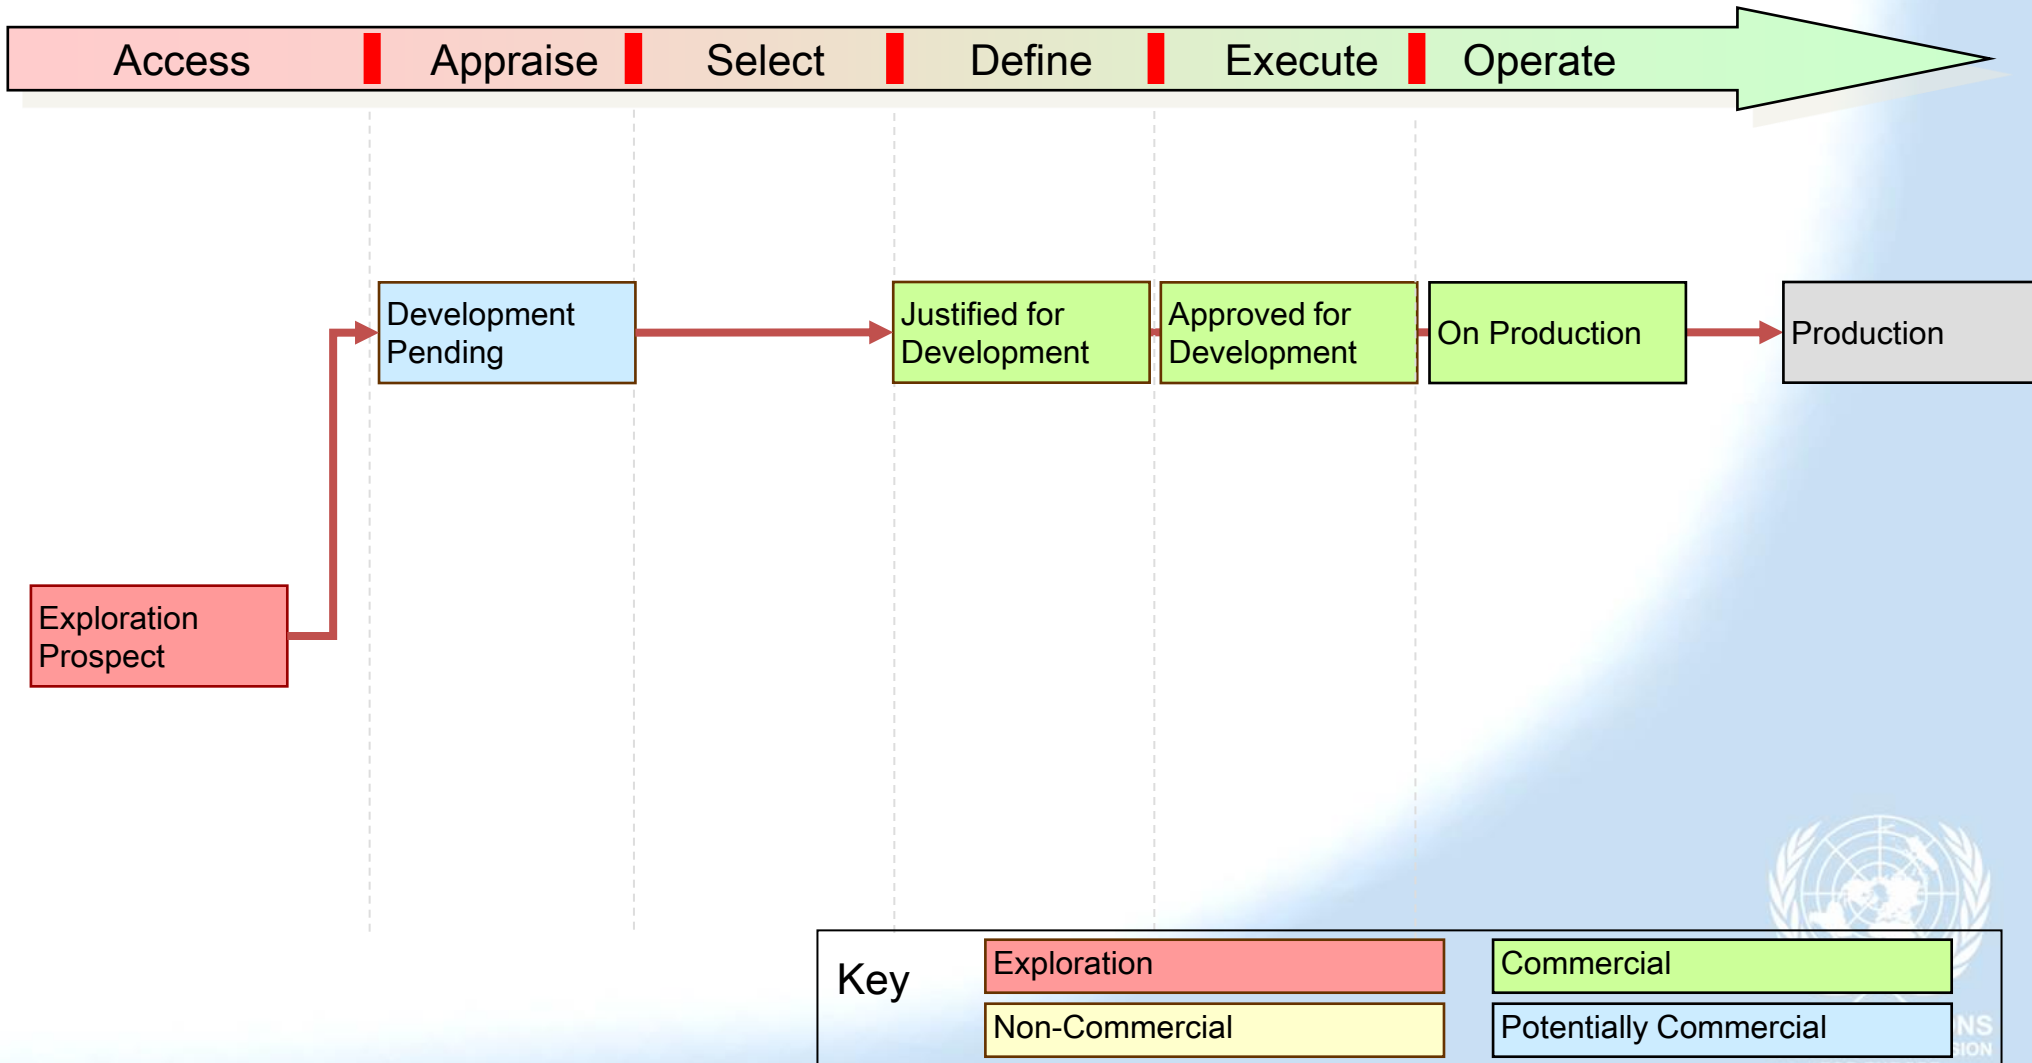 Access
Appraise
Select
Define
Execute
Operate
Development
Pending
Justified for
Development
Approved for
Development
On Production
Production
Exploration
Prospect
Key
Exploration
Commercial
Non-Commercial
Potentially Commercial